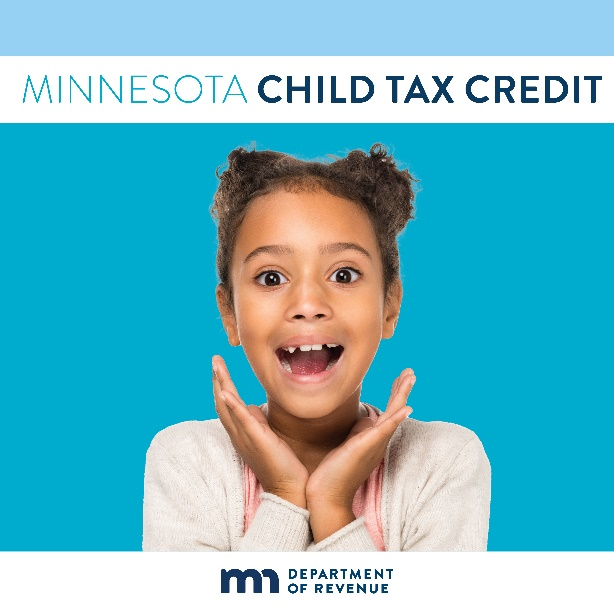 MINNESOTA CHILD TAX CREDIT
mn DEPARTMENT
OF REVENUE